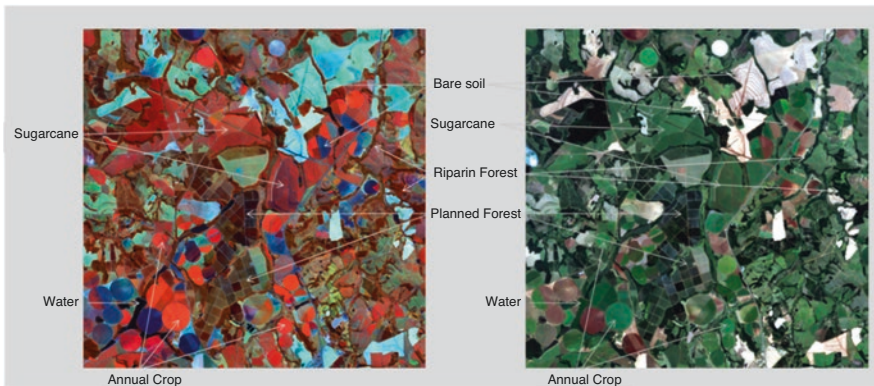 Bare soil
Sugarcane
Sugarcane
Riparin Forest
Planned Forest
Water
Water
Annual Crop
Annual Crop